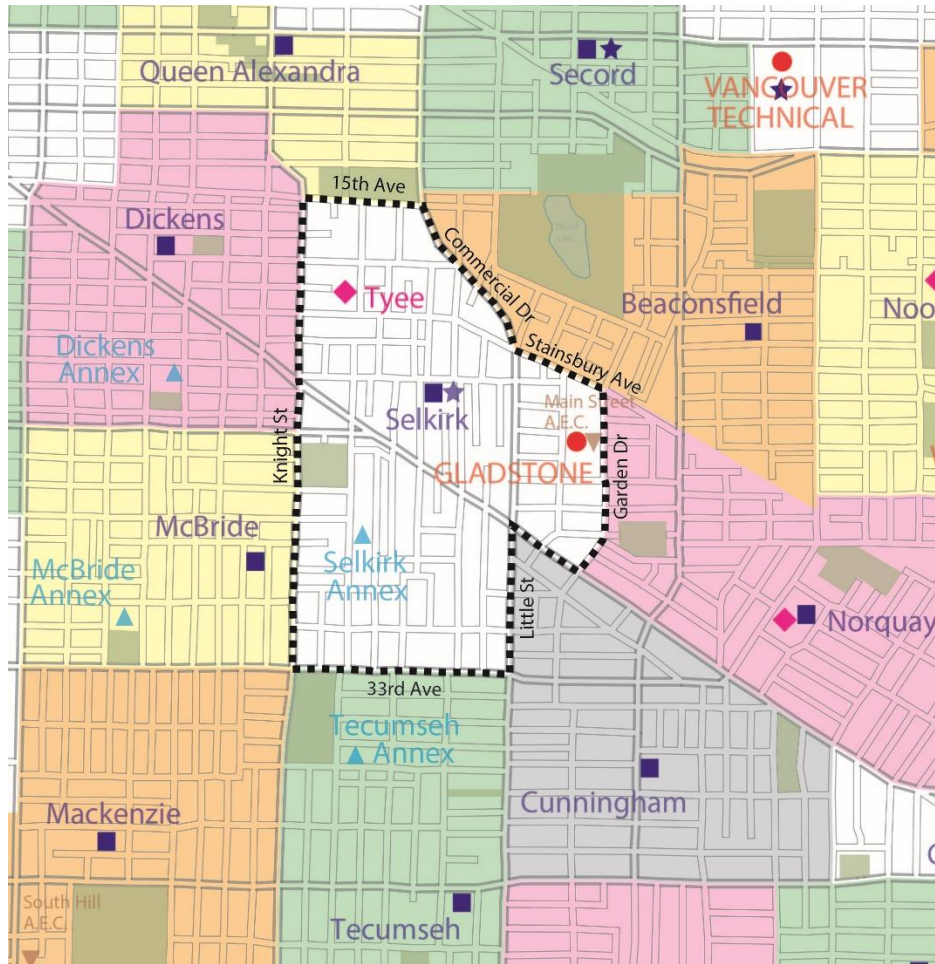 Queen Alexandra
Secord
VANCOUVER
TECHNICAL
15th Ave
Dickens
Commercial Dr
Tyee
Beaconsfield
Noo
Dickens
Annex
Stainsbury Ave
Main Street
A.E.C.
Selkirk
Knight St
GLADSTONE
Garden Dr
McBride
McBride
Annex
Selkirk
Annex
Little St
Norquay
33rd Ave
Tecumseh
Annex
Cunningham
Mackenzie
South Hill
A.E.C.
Tecumseh